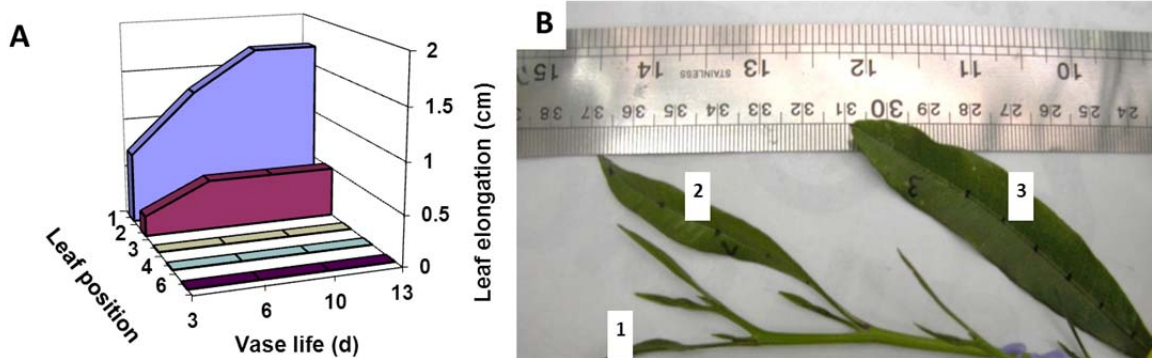 A
2
1.5
1
0.5
0
Leaf elongation (cm)
1
2
3
4
6
Leaf position
3 6 10 13
Vase life (d)
B
15 14 STAINLESS 13 12 11 10
38 37 36 35 34 33 32 31 30 29 28 27 26 25 24
2
3
3
1